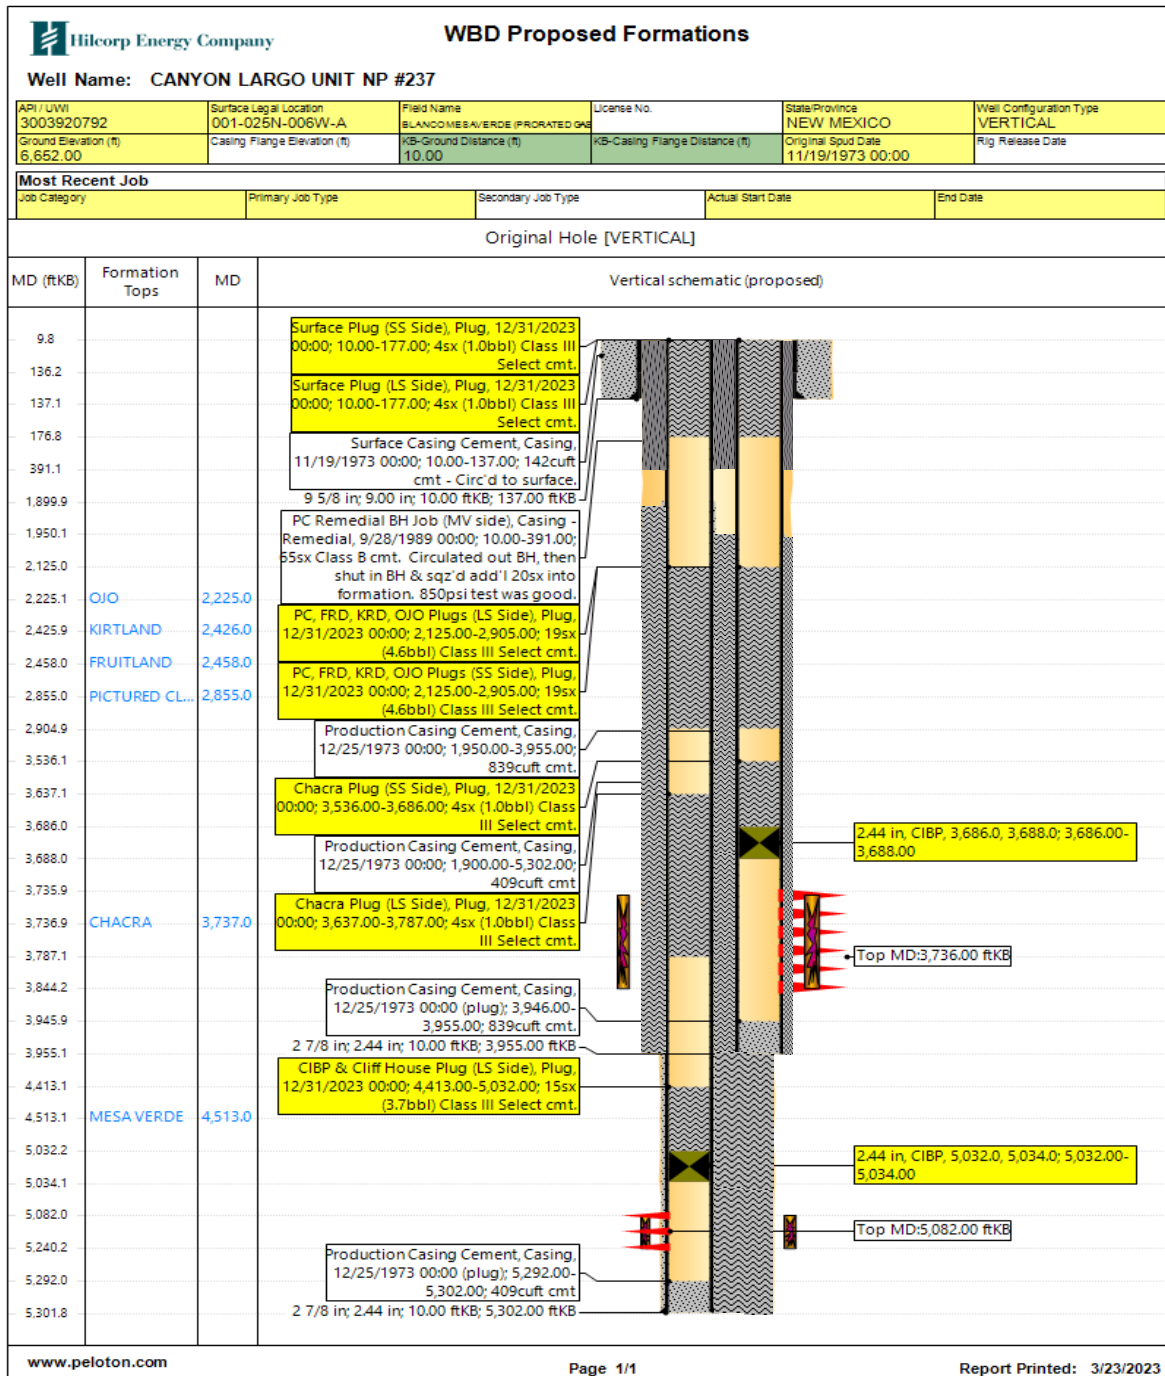 Hilcorp Energy Company
WBD Proposed Formations
Well Name: CANYON LARGO UNIT NP #237
API / UWI
3003920792
Surface Legal Location
001-025N-006W-A
Field Name
BLANCO MESAVERDE (PRORATED GAS
License No.
State/Province
NEW MEXICO
Well Configuration Type
VERTICAL
Ground Elevation (ft)
6,652.00
Casing Flange Elevation (ft)
KB-Ground Distance (ft)
10.00
KB-Casing Flange Distance (ft)
Original Spud Date
11/19/1973 00:00
Rig Release Date
Most Recent Job
Job Category
Primary Job Type
Secondary Job Type
Actual Start Date
End Date
Original Hole [VERTICAL]
MD (ftKB)
Formation
Tops
MD
Vertical schematic (proposed)
9.8
136.2
137.1
176.8
391.1
1,899.9
1,950.1
2,125.0
2,225.1 OJO 2,225.0
2,425.9 KIRTLAND 2,426.0
2,458.0 FRUITLAND 2,458.0
2,855.0 PICTURED CL... 2,855.0
2,904.9
3,536.1
3,637.1
3,686.0
3,688.0
3,735.9
3,736.9 CHACRA 3,737.0
3,787.1
3,844.2
3,945.9
3,955.1
4,413.1
4,513.1 MESA VERDE 4,513.0
5,032.2
5,034.1
5,082.0
5,240.2
5,292.0
5,301.8
Surface Plug (SS Side), Plug, 12/31/2023
00:00; 10.00-177.00; 4sx (1.0bbl) Class III
Select cmt.
Surface Plug (LS Side), Plug, 12/31/2023
00:00; 10.00-177.00; 4sx (1.0bbl) Class III
Select cmt.
Surface Casing Cement, Casing,
11/19/1973 00:00; 10.00-137.00; 142cuft
cmt - Circ'd to surface.
9 5/8 in; 9.00 in; 10.00 ftKB; 137.00 ftKB
PC Remedial BH Job (MV side), Casing -
Remedial, 9/28/1989 00:00; 10.00-391.00;
65sx Class B cmt. Circulated out BH, then
shut in BH & sqz'd add'l 20sx into
formation. 850psi test was good.
PC, FRD, KRD, OJO Plugs (LS Side), Plug,
12/31/2023 00:00; 2,125.00-2,905.00; 19sx
(4.6bbl) Class III Select cmt.
PC, FRD, KRD, OJO Plugs (SS Side), Plug,
12/31/2023 00:00; 2,125.00-2,905.00; 19sx
(4.6bbl) Class III Select cmt.
Production Casing Cement, Casing,
12/25/1973 00:00; 1,950.00-3,955.00;
839cuft cmt.
Chacra Plug (SS Side), Plug, 12/31/2023
00:00; 3,536.00-3,686.00; 4sx (1.0bbl) Class
III Select cmt.
Production Casing Cement, Casing,
12/25/1973 00:00; 1,900.00-5,302.00;
409cuft cmt
Chacra Plug (LS Side), Plug, 12/31/2023
00:00; 3,637.00-3,787.00; 4sx (1.0bbl) Class
III Select cmt.
Production Casing Cement, Casing,
12/25/1973 00:00 (plug); 3,946.00-
3,955.00; 839cuft cmt.
2 7/8 in; 2.44 in; 10.00 ftKB; 3,955.00 ftKB
CIBP & Cliff House Plug (LS Side), Plug,
12/31/2023 00:00; 4,413.00-5,032.00; 15sx
(3.7bbl) Class III Select cmt.
Production Casing Cement, Casing,
12/25/1973 00:00 (plug); 5,292.00-
5,302.00; 409cuft cmt
2 7/8 in; 2.44 in; 10.00 ftKB; 5,302.00 ftKB
2.44 in, CIBP, 3,686.0, 3,688.0; 3,686.00-
3,688.00
Top MD:3,736.00 ftKB
2.44 in, CIBP, 5,032.0, 5,034.0; 5,032.00-
5,034.00
Top MD:5,082.00 ftKB
www.peloton.com
Page 1/1
Report Printed: 3/23/2023